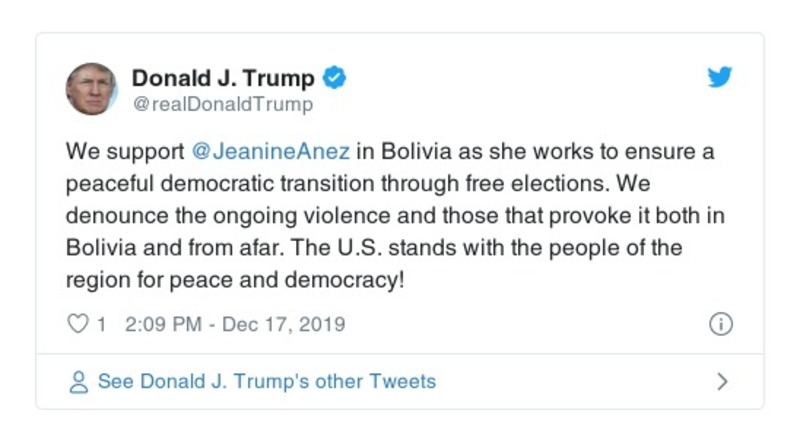 Donald J. Trump
@realDonaldTrump
We support @JeanineAnez in Bolivia as she works to ensure a
peaceful democratic transition through free elections. We
denounce the ongoing violence and those that provoke it both in
Bolivia and from afar. The U.S. stands with the people of the
region for peace and democracy!
1 2:09 PM - Dec 17, 2019
See Donald J. Trump's other Tweets